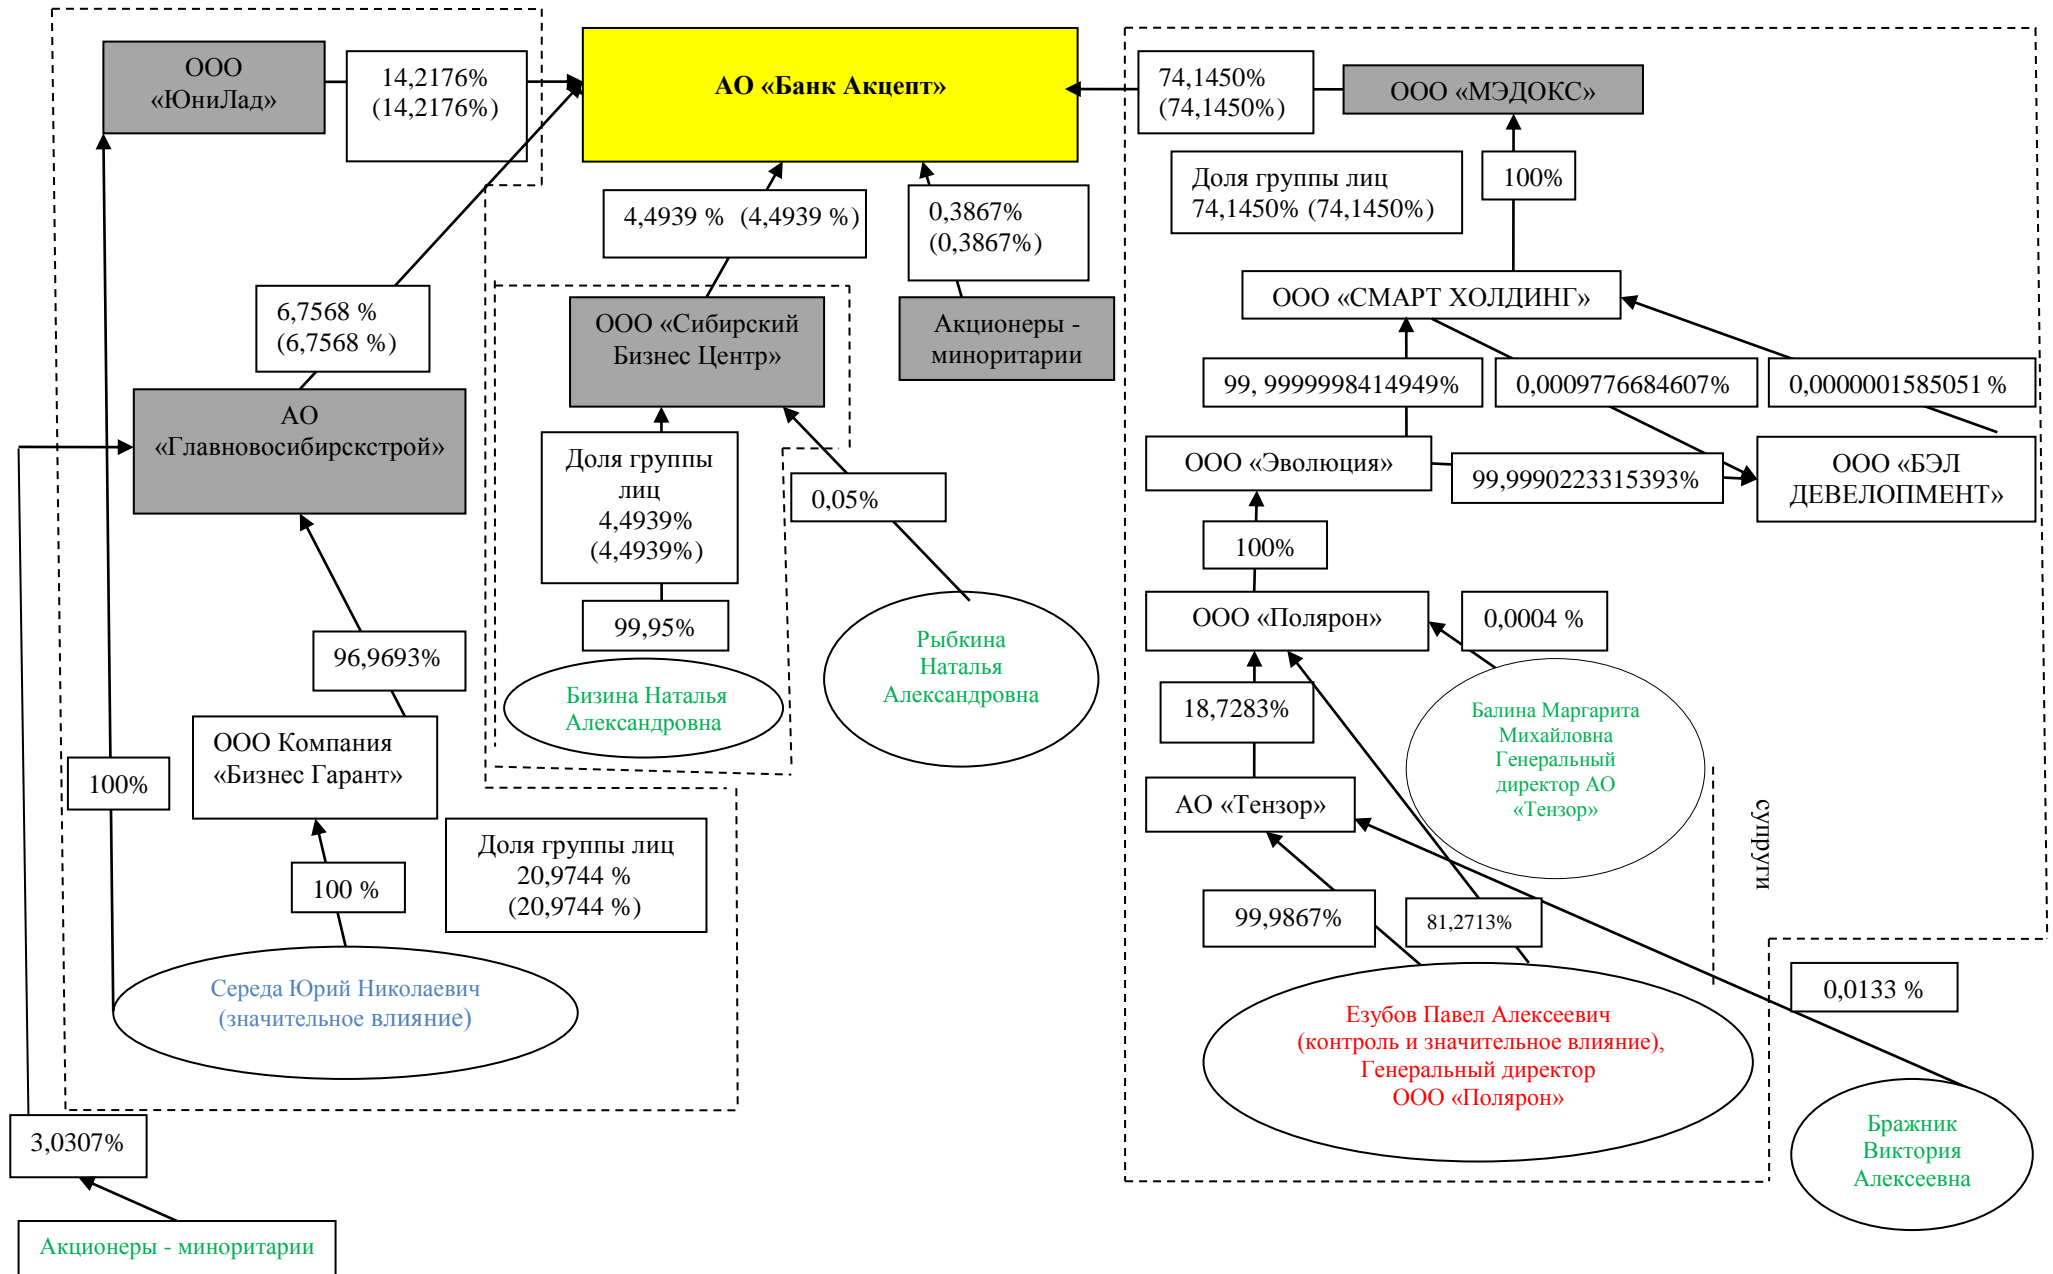 ООО
«ЮниЛад»
14,2176%
(14,2176%)
АО «Банк Акцепт»
74,1450%
(74,1450%)
ООО «МЭДОКС»
Доля группы лиц
74,1450% (74,1450%)
100%
4,4939 % (4,4939 %)
0,3867%
(0,3867%)
6,7568 %
(6,7568 %)
ООО «Сибирский
Бизнес Центр»
Акционеры -
миноритарии
ООО «СМАРТ ХОЛДИНГ»
99, 9999998414949%
0,0009776684607%
0,0000001585051 %
АО
«Главновосибирскстрой»
Доля группы
лиц
4,4939%
(4,4939%)
0,05%
ООО «Эволюция»
99,9990223315393%
ООО «БЭЛ
ДЕВЕЛОПМЕНТ»
100%
99,95%
Рыбкина
Наталья
Александровна
ООО «Полярон»
0,0004 %
96,9693%
Бизина Наталья
Александровна
18,7283%
Балина Маргарита
Михайловна
Генеральный
директор АО
«Тензор»
ООО Компания
«Бизнес Гарант»
100%
АО «Тензор»
супруги
Доля группы лиц
20,9744 %
(20,9744 %)
100 %
99,9867%
81,2713%
Середа Юрий Николаевич
(значительное влияние)
0,0133 %
Езубов Павел Алексеевич
(контроль и значительное влияние),
Генеральный директор
ООО «Полярон»
3,0307%
Бражник
Виктория
Алексеевна
Акционеры - миноритарии